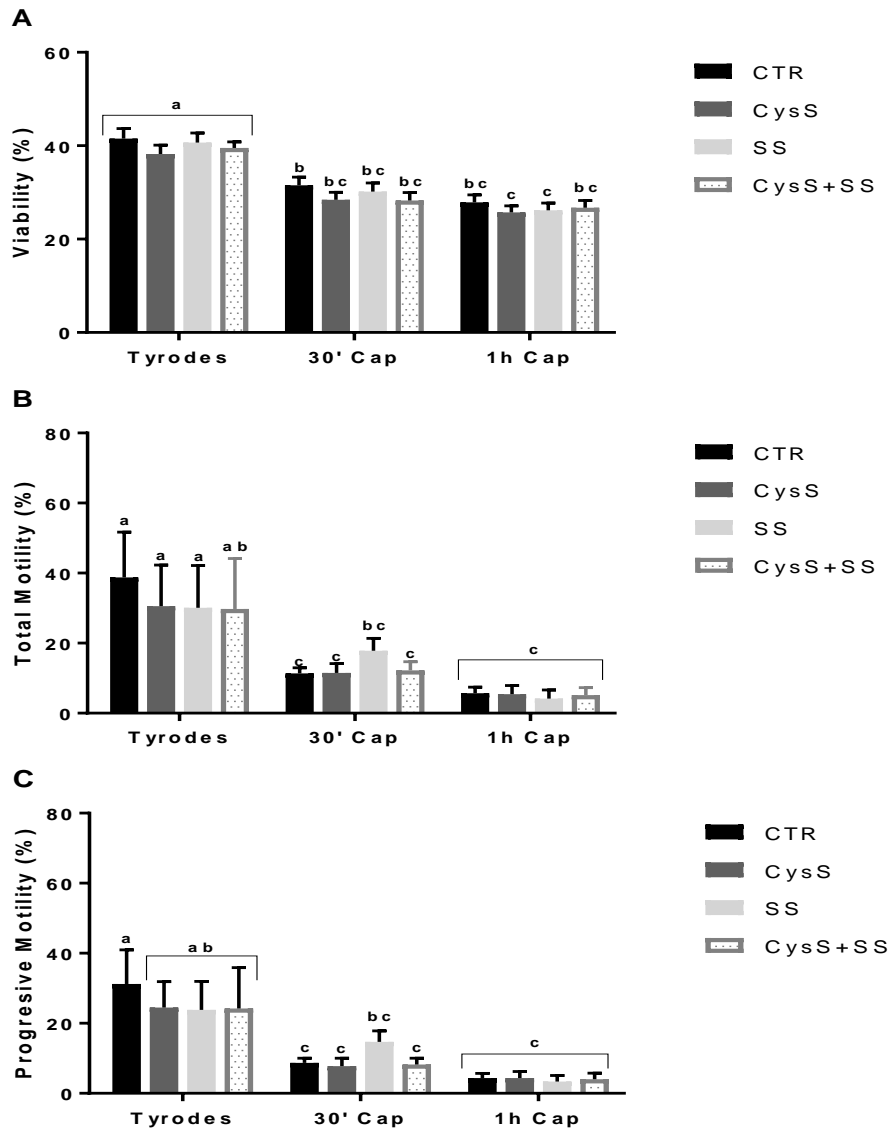 A
Viability (%)
60
40
20
0
a
b
bc
bc
bc
bc
c
c
bc
Tyrodes
30' Cap
1h Cap
CTR
CysS
SS
CysS+SS
B
Total Motility (%)
80
60
40
20
0
a
a
a
ab
c
c
bc
c
c
Tyrodes
30' Cap
1h Cap
CTR
CysS
SS
CysS+SS
C
Progresive Motility (%)
80
60
40
20
0
a
ab
c
c
bc
c
c
Tyrodes
30' Cap
1h Cap
CTR
CysS
SS
CysS+SS